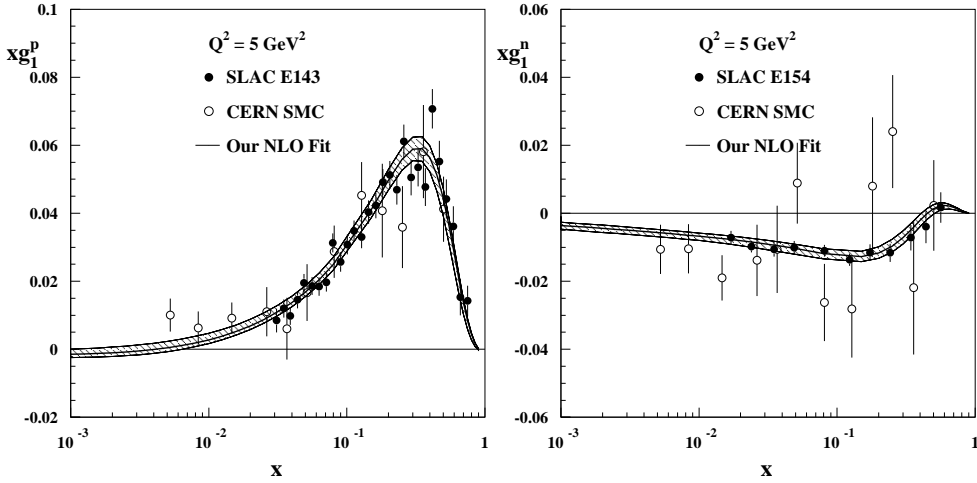 xg₁ᵖ
Q² = 5 GeV²
SLAC E143
CERN SMC
Our NLO Fit
0.1
0.08
0.06
0.04
0.02
0
-0.02
10⁻³ 10⁻² 10⁻¹ 1
x
xg₁ⁿ
Q² = 5 GeV²
SLAC E154
CERN SMC
Our NLO Fit
0.06
0.04
0.02
0
-0.02
-0.04
-0.06
10⁻³ 10⁻² 10⁻¹ 1
x